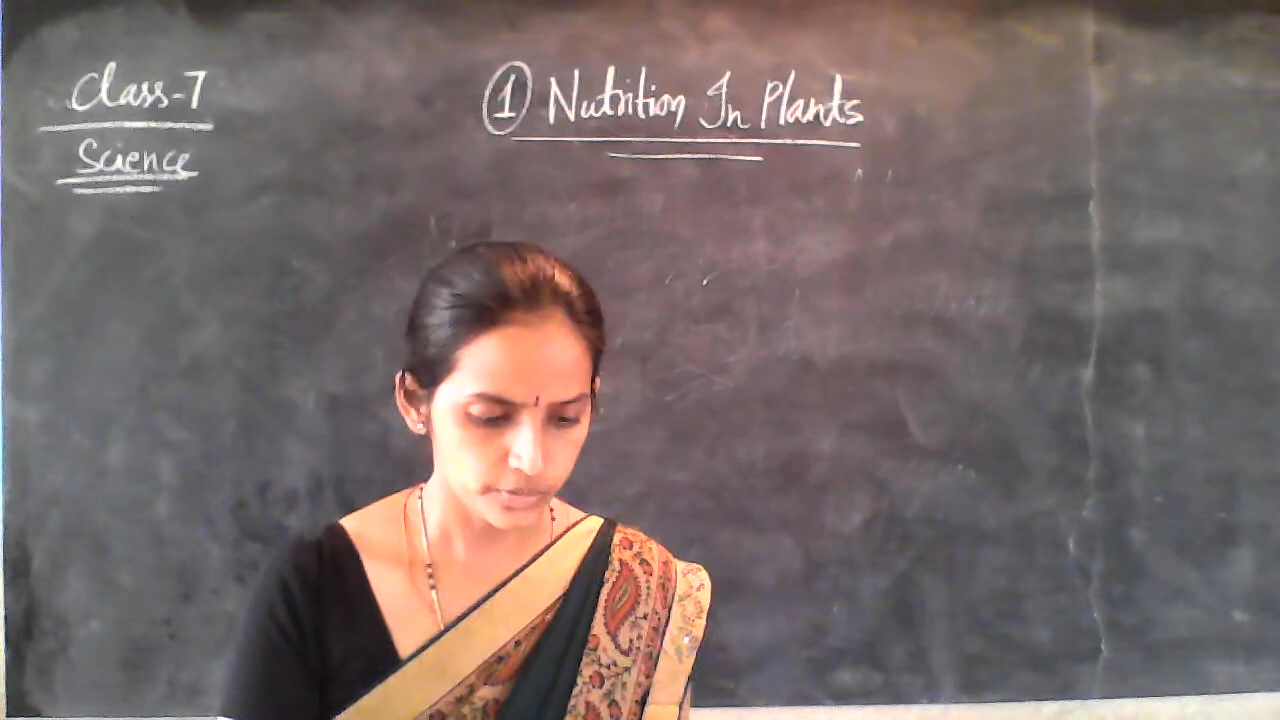 Class-7
Science
① Nutrition In Plants